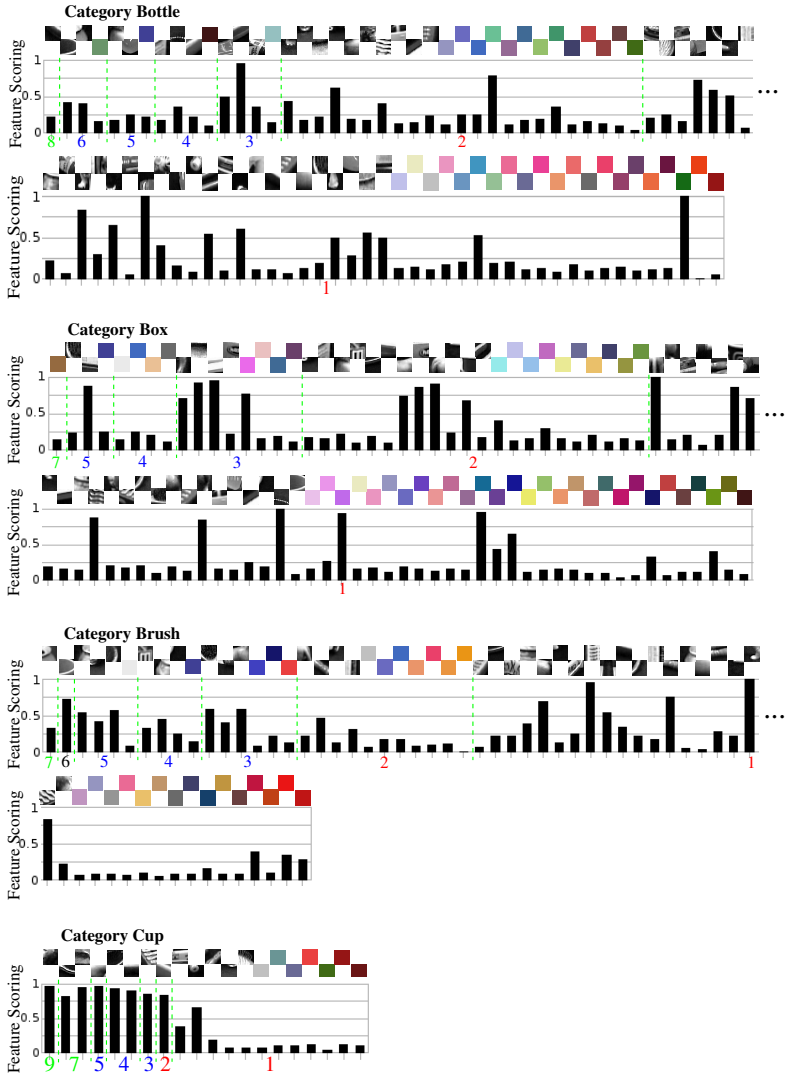 Category Bottle
Feature Scoring
1
0.5
0
8 6 5 4 3 2
...
Feature Scoring
1
0.5
0
1
Category Box
Feature Scoring
1
0.5
0
7 5 4 3 2
...
Feature Scoring
1
0.5
0
1
Category Brush
Feature Scoring
1
0.5
0
7 6 5 4 3 2 1
...
Feature Scoring
1
0.5
0
Category Cup
Feature Scoring
1
0.5
0
9 7 5 4 3 2 1